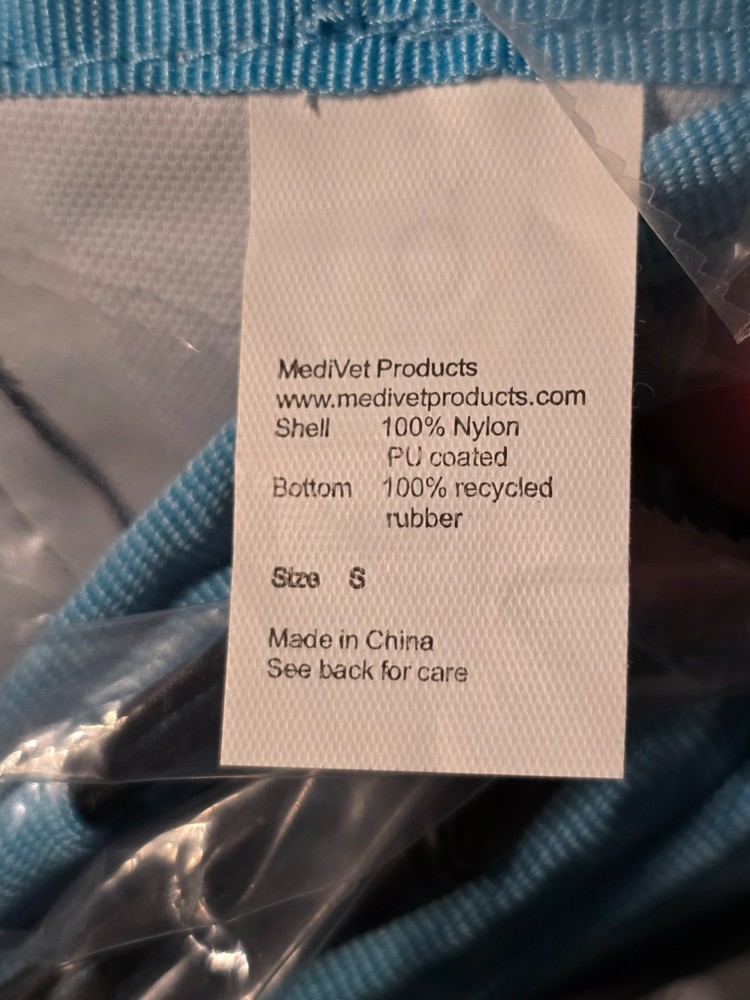 MediVet Products
www.medivetproducts.com
Shell 100% Nylon
PU coated
Bottom 100% recycled
rubber
Size S
Made in China
See back for care